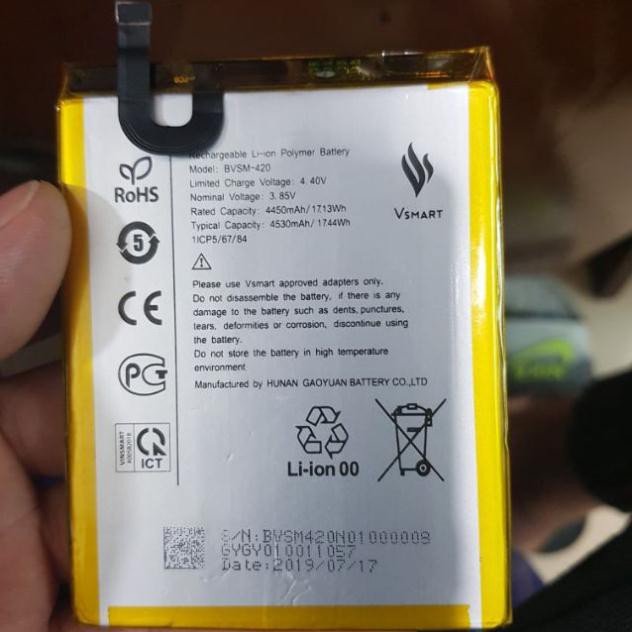 Rechargeable Li-ion Polymer Battery
Model: BVSM-420
Limited Charge Voltage: 4.40V
Nominal Voltage: 3.85V
Rated Capacity: 4450mAh/17.13Wh
Typical Capacity: 4530mAh/17.44Wh
1ICP5/67/84
VSMART
RoHS
5
CE
PCT
Please use Vsmart approved adapters only.
Do not disassemble the battery, if there is any
damage to the battery such as dents, punctures,
tears, deformities or corrosion, discontinue using
the battery.
Do not store the battery in high temperature
environment
Manufactured by HUNAN GAOYUAN BATTERY CO.,LTD
VINSMART
ICT
Li-ion 00
S/N:BVSM420N01000008
GYGY010011057
Date:2019/07/17